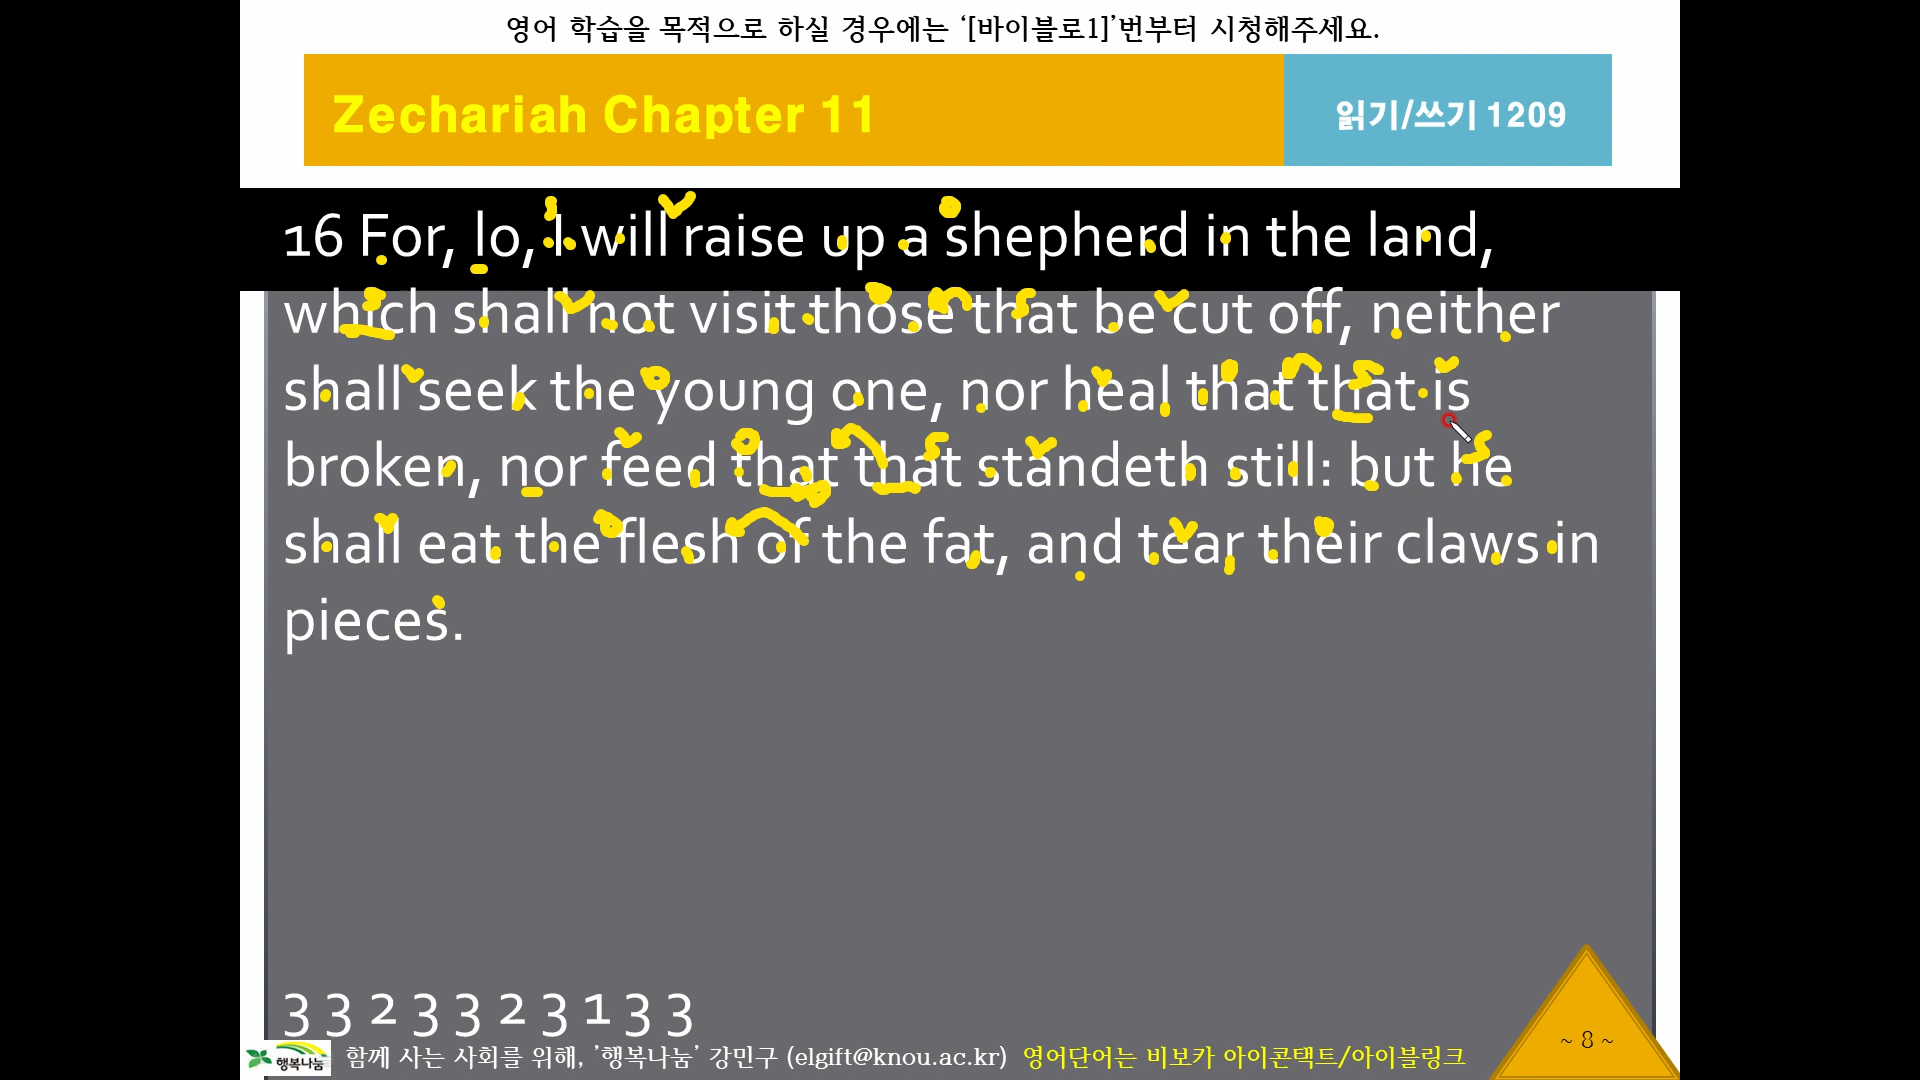 영어 학습을 목적으로 하실 경우에는 ‘[바이블로1]’번부터 시청해주세요.
Zechariah Chapter 11
읽기/쓰기 1209
16 For, lo, I will raise up a shepherd in the land,
which shall not visit those that be cut off, neither
shall seek the young one, nor heal that that is
broken, nor feed that that standeth still: but he
shall eat the flesh of the fat, and tear their claws in
pieces.
3 3 2 3 3 2 3 1 3 3
~ 8 ~
행복나눔 함께 사는 사회를 위해, ’행복나눔’ 강민구 (elgift@knou.ac.kr) 영어단어는 비보카 아이콘택트/아이블링크